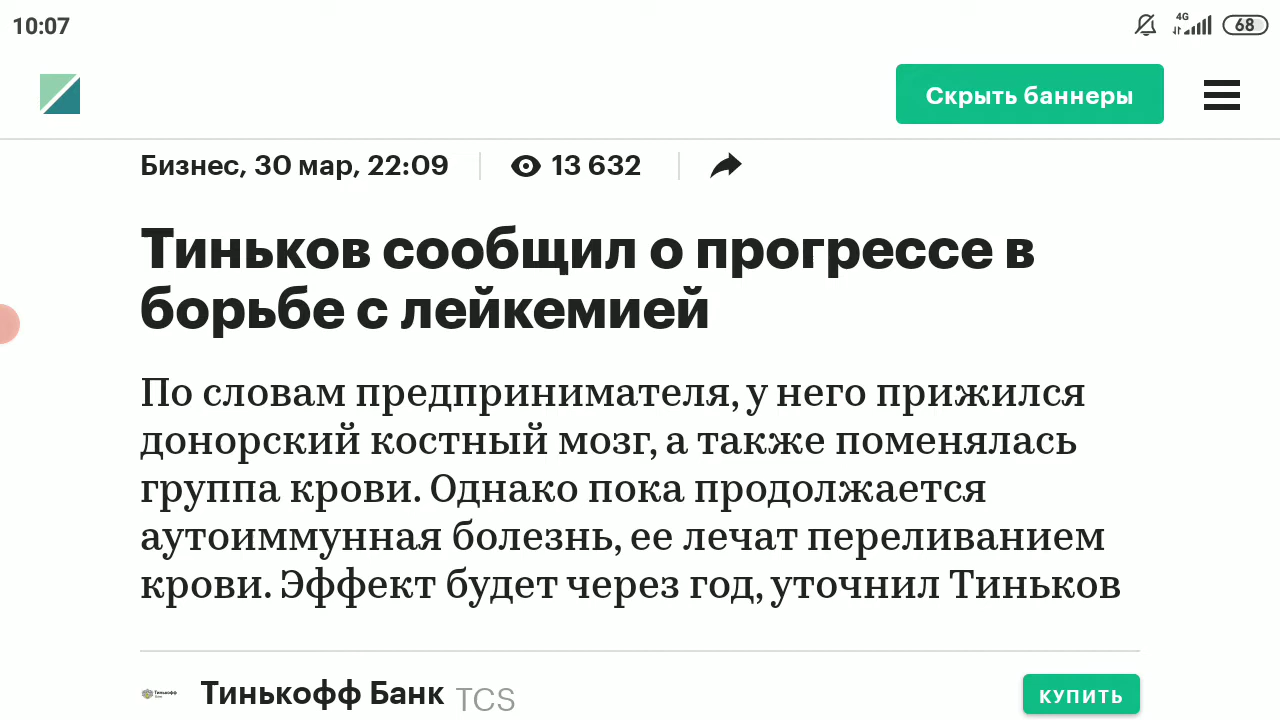 10:07
4G
68
Скрыть баннеры
Бизнес, 30 мар, 22:09
13 632
Тиньков сообщил о прогрессе в
борьбе с лейкемией
По словам предпринимателя, у него прижился
донорский костный мозг, а также поменялась
группа крови. Однако пока продолжается
аутоиммунная болезнь, ее лечат переливанием
крови. Эффект будет через год, уточнил Тиньков
Тинькофф Банк TCS
КУПИТЬ